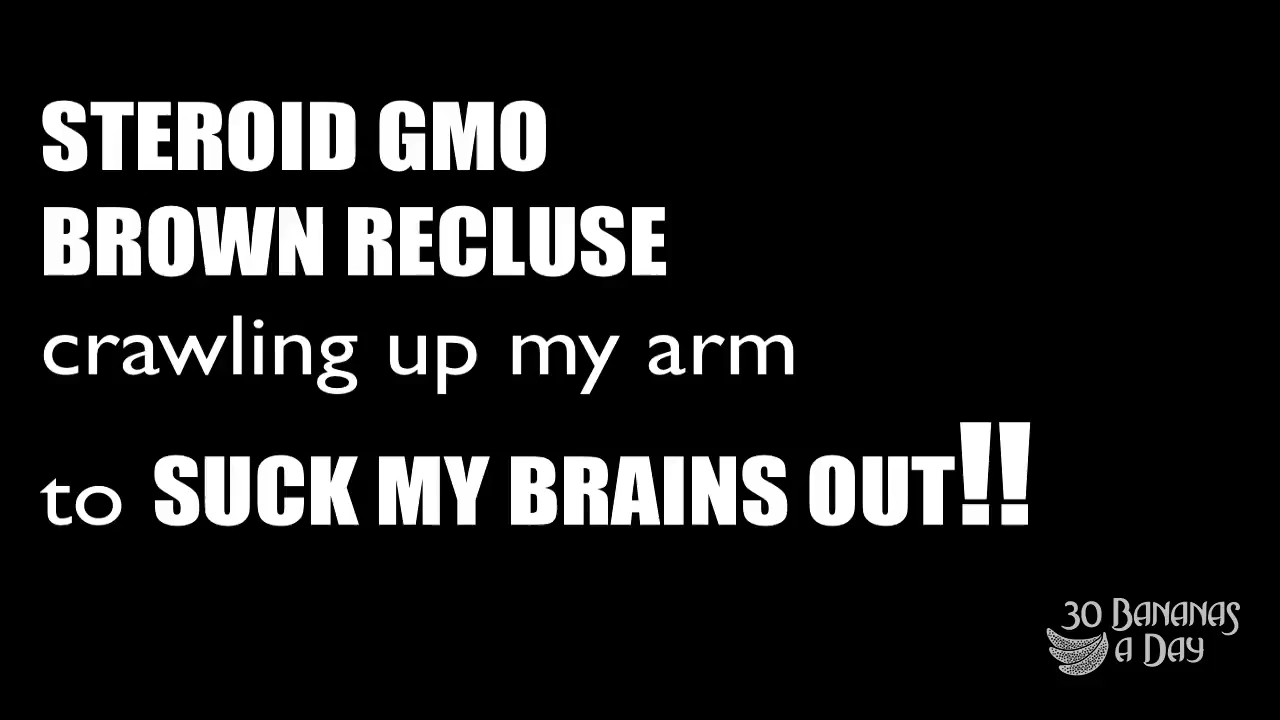 STEROID GMO
BROWN RECLUSE
crawling up my arm
to SUCK MY BRAINS OUT!!
30 BANANAS
A DAY